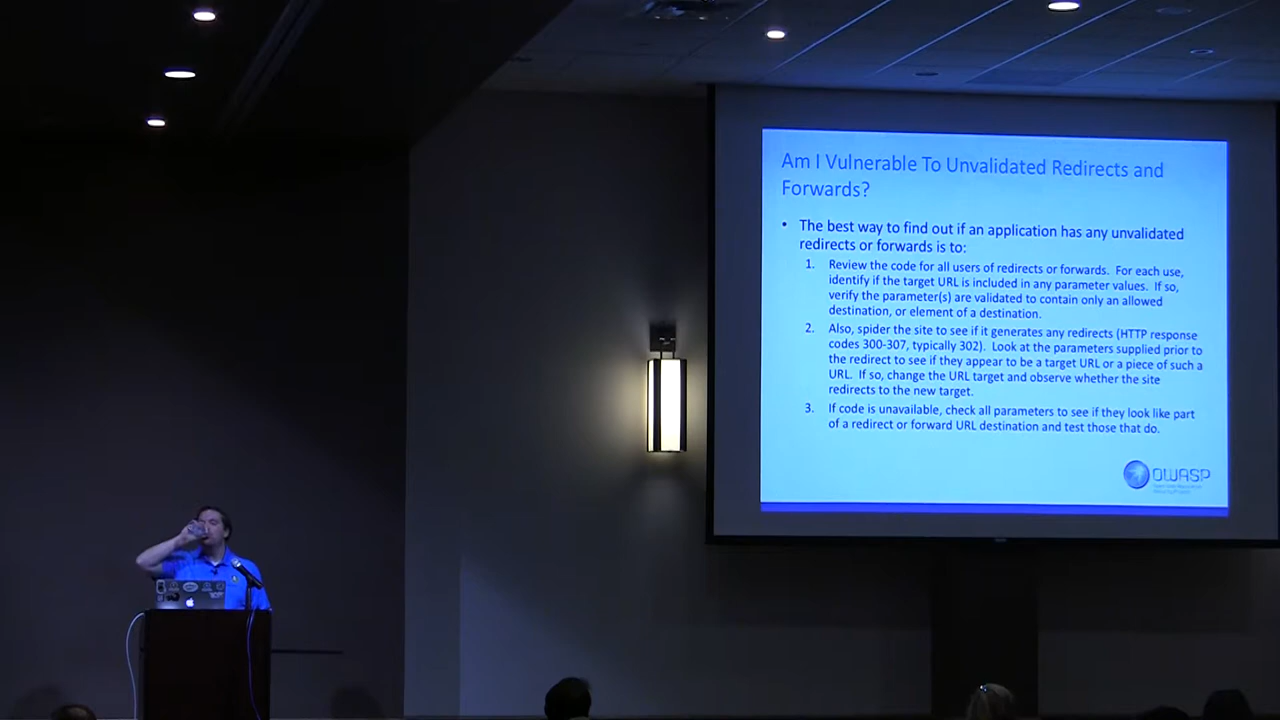 Am I Vulnerable To Unvalidated Redirects and
Forwards?
• The best way to find out if an application has any unvalidated
redirects or forwards is to:
1. Review the code for all users of redirects or forwards. For each use,
identify if the target URL is included in any parameter values. If so,
verify the parameter(s) are validated to contain only an allowed
destination, or element of a destination.
2. Also, spider the site to see if it generates any redirects (HTTP response
codes 300-307, typically 302). Look at the parameters supplied prior to
the redirect to see if they appear to be a target URL or a piece of such a
URL. If so, change the URL target and observe whether the site
redirects to the new target.
3. If code is unavailable, check all parameters to see if they look like part
of a redirect or forward URL destination and test those that do.
OWASP